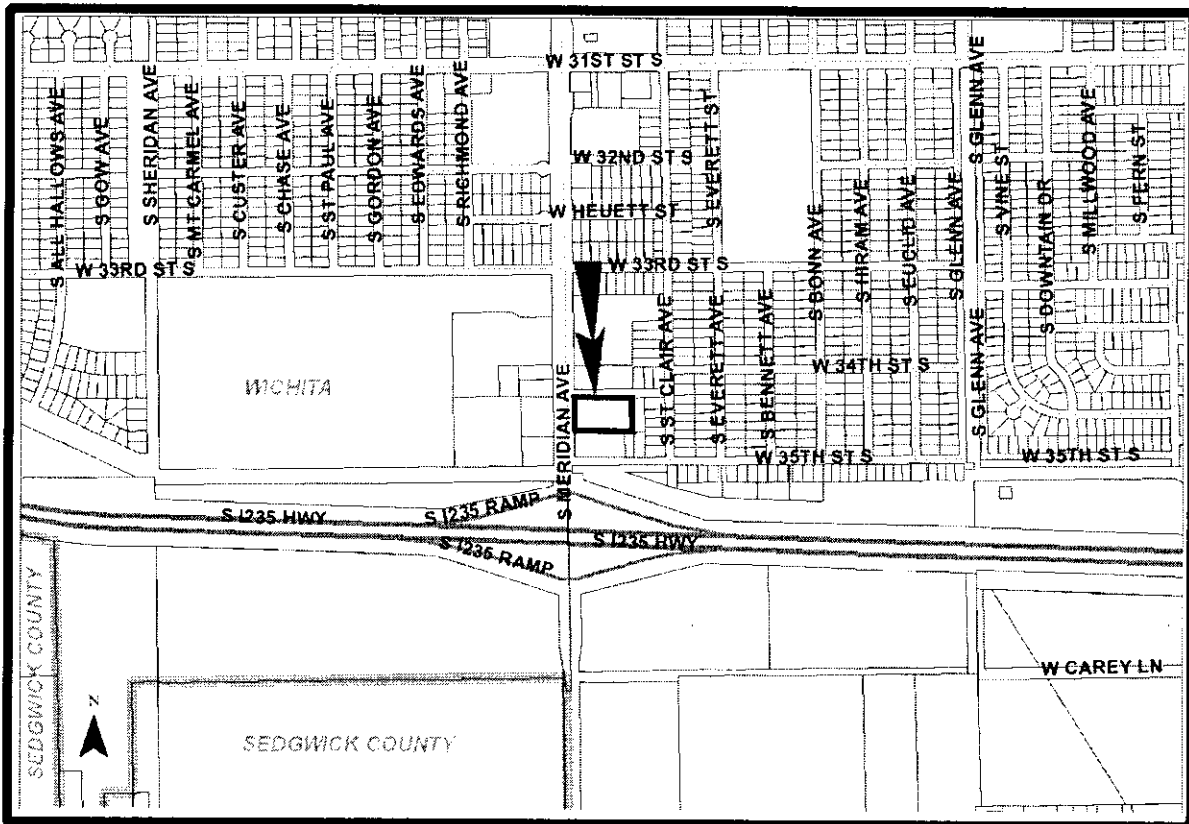 W 31ST ST S
S ALL HALLOWS AVE
S GOW AVE
S SHERIDAN AVE
S MT CARMEL AVE
S CUSTER AVE
S CHASE AVE
S ST PAUL AVE
S GORDON AVE
S EDWARDS AVE
S RICHMOND AVE
W 32ND ST S
S EVERETT ST
S GLENN AVE
S VINE ST
S DOWNTAIN DR
S MILLWOOD AVE
S FERN ST
W HEUETT ST
W 33RD ST S
W 33RD ST S
S BONN AVE
S HIRAM AVE
S EUCLID AVE
S GLENN AVE
S MERIDIAN AVE
S ST CLAIR AVE
S EVERETT AVE
S BENNETT AVE
W 34TH ST S
S GLENN AVE
WICHITA
W 35TH ST S
W 35TH ST S
S I235 HWY
S I235 RAMP
S I235 HWY
S I235 RAMP
SEDGWICK COUNTY
W CAREY LN
N
SEDGWICK COUNTY